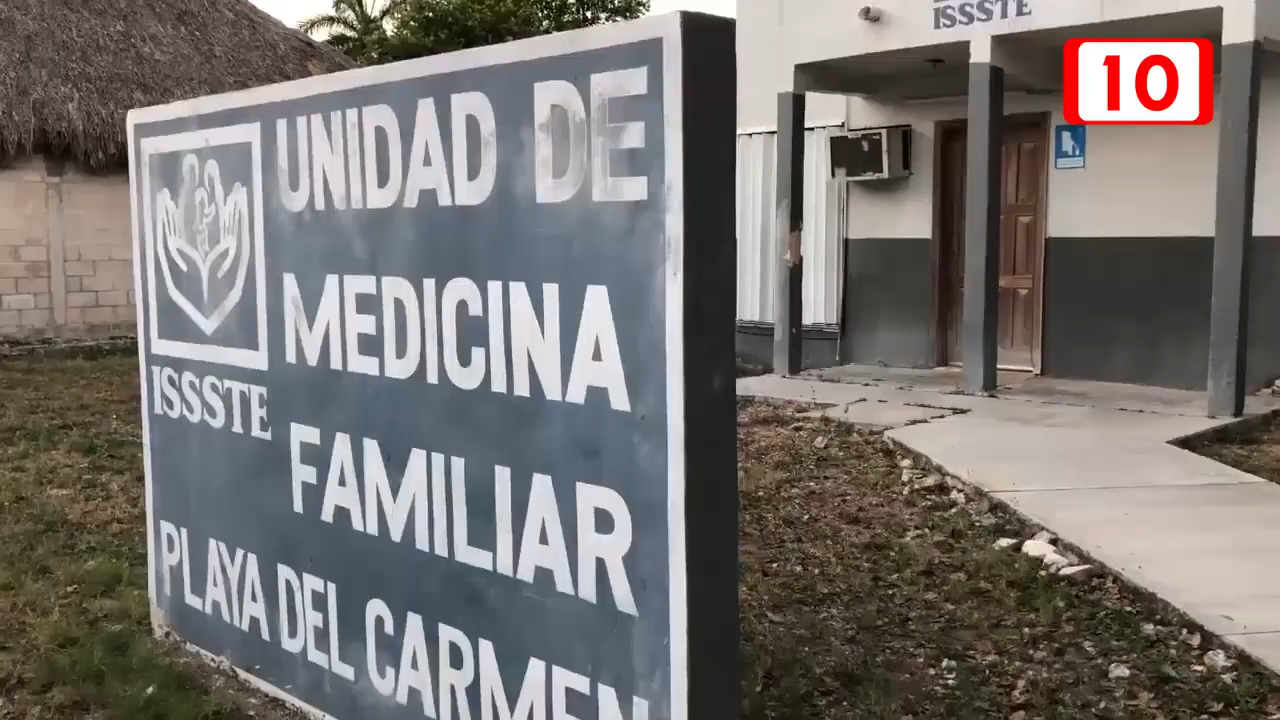 UNIDAD DE
MEDICINA
FAMILIAR
ISSSTE
PLAYA DEL CARMEN
ISSSTE
10